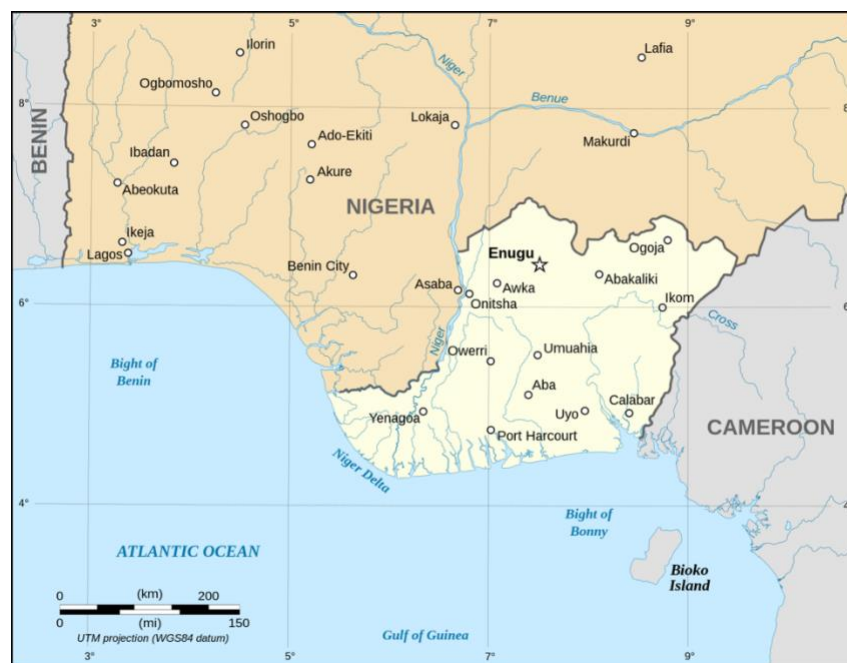 3°
5°
7°
9°
Ilorin
Lafia
Niger
Ogbomosho
Benue
8°
8
Oshogbo
Lokaja
Ado-Ekiti
Makurdi
BENIN
Ibadan
Akure
Abeokuta
NIGERIA
Ikeja
Lagos
Enugu
Ogoja
Benin City
Abakaliki
Asaba
Awka
Onitsha
Ikom
6°
6
Cross
Niger
Owerri
Umuahia
Bight of
Benin
Aba
Yenagoa
Uyo
Calabar
Port Harcourt
CAMEROON
Niger Delta
4°
4
Bight of
Bonny
ATLANTIC OCEAN
Bioko
Island
0 (km) 200
0 (mi) 150
UTM projection (WGS84 datum)
Gulf of Guinea
3°
5°
7°
9°